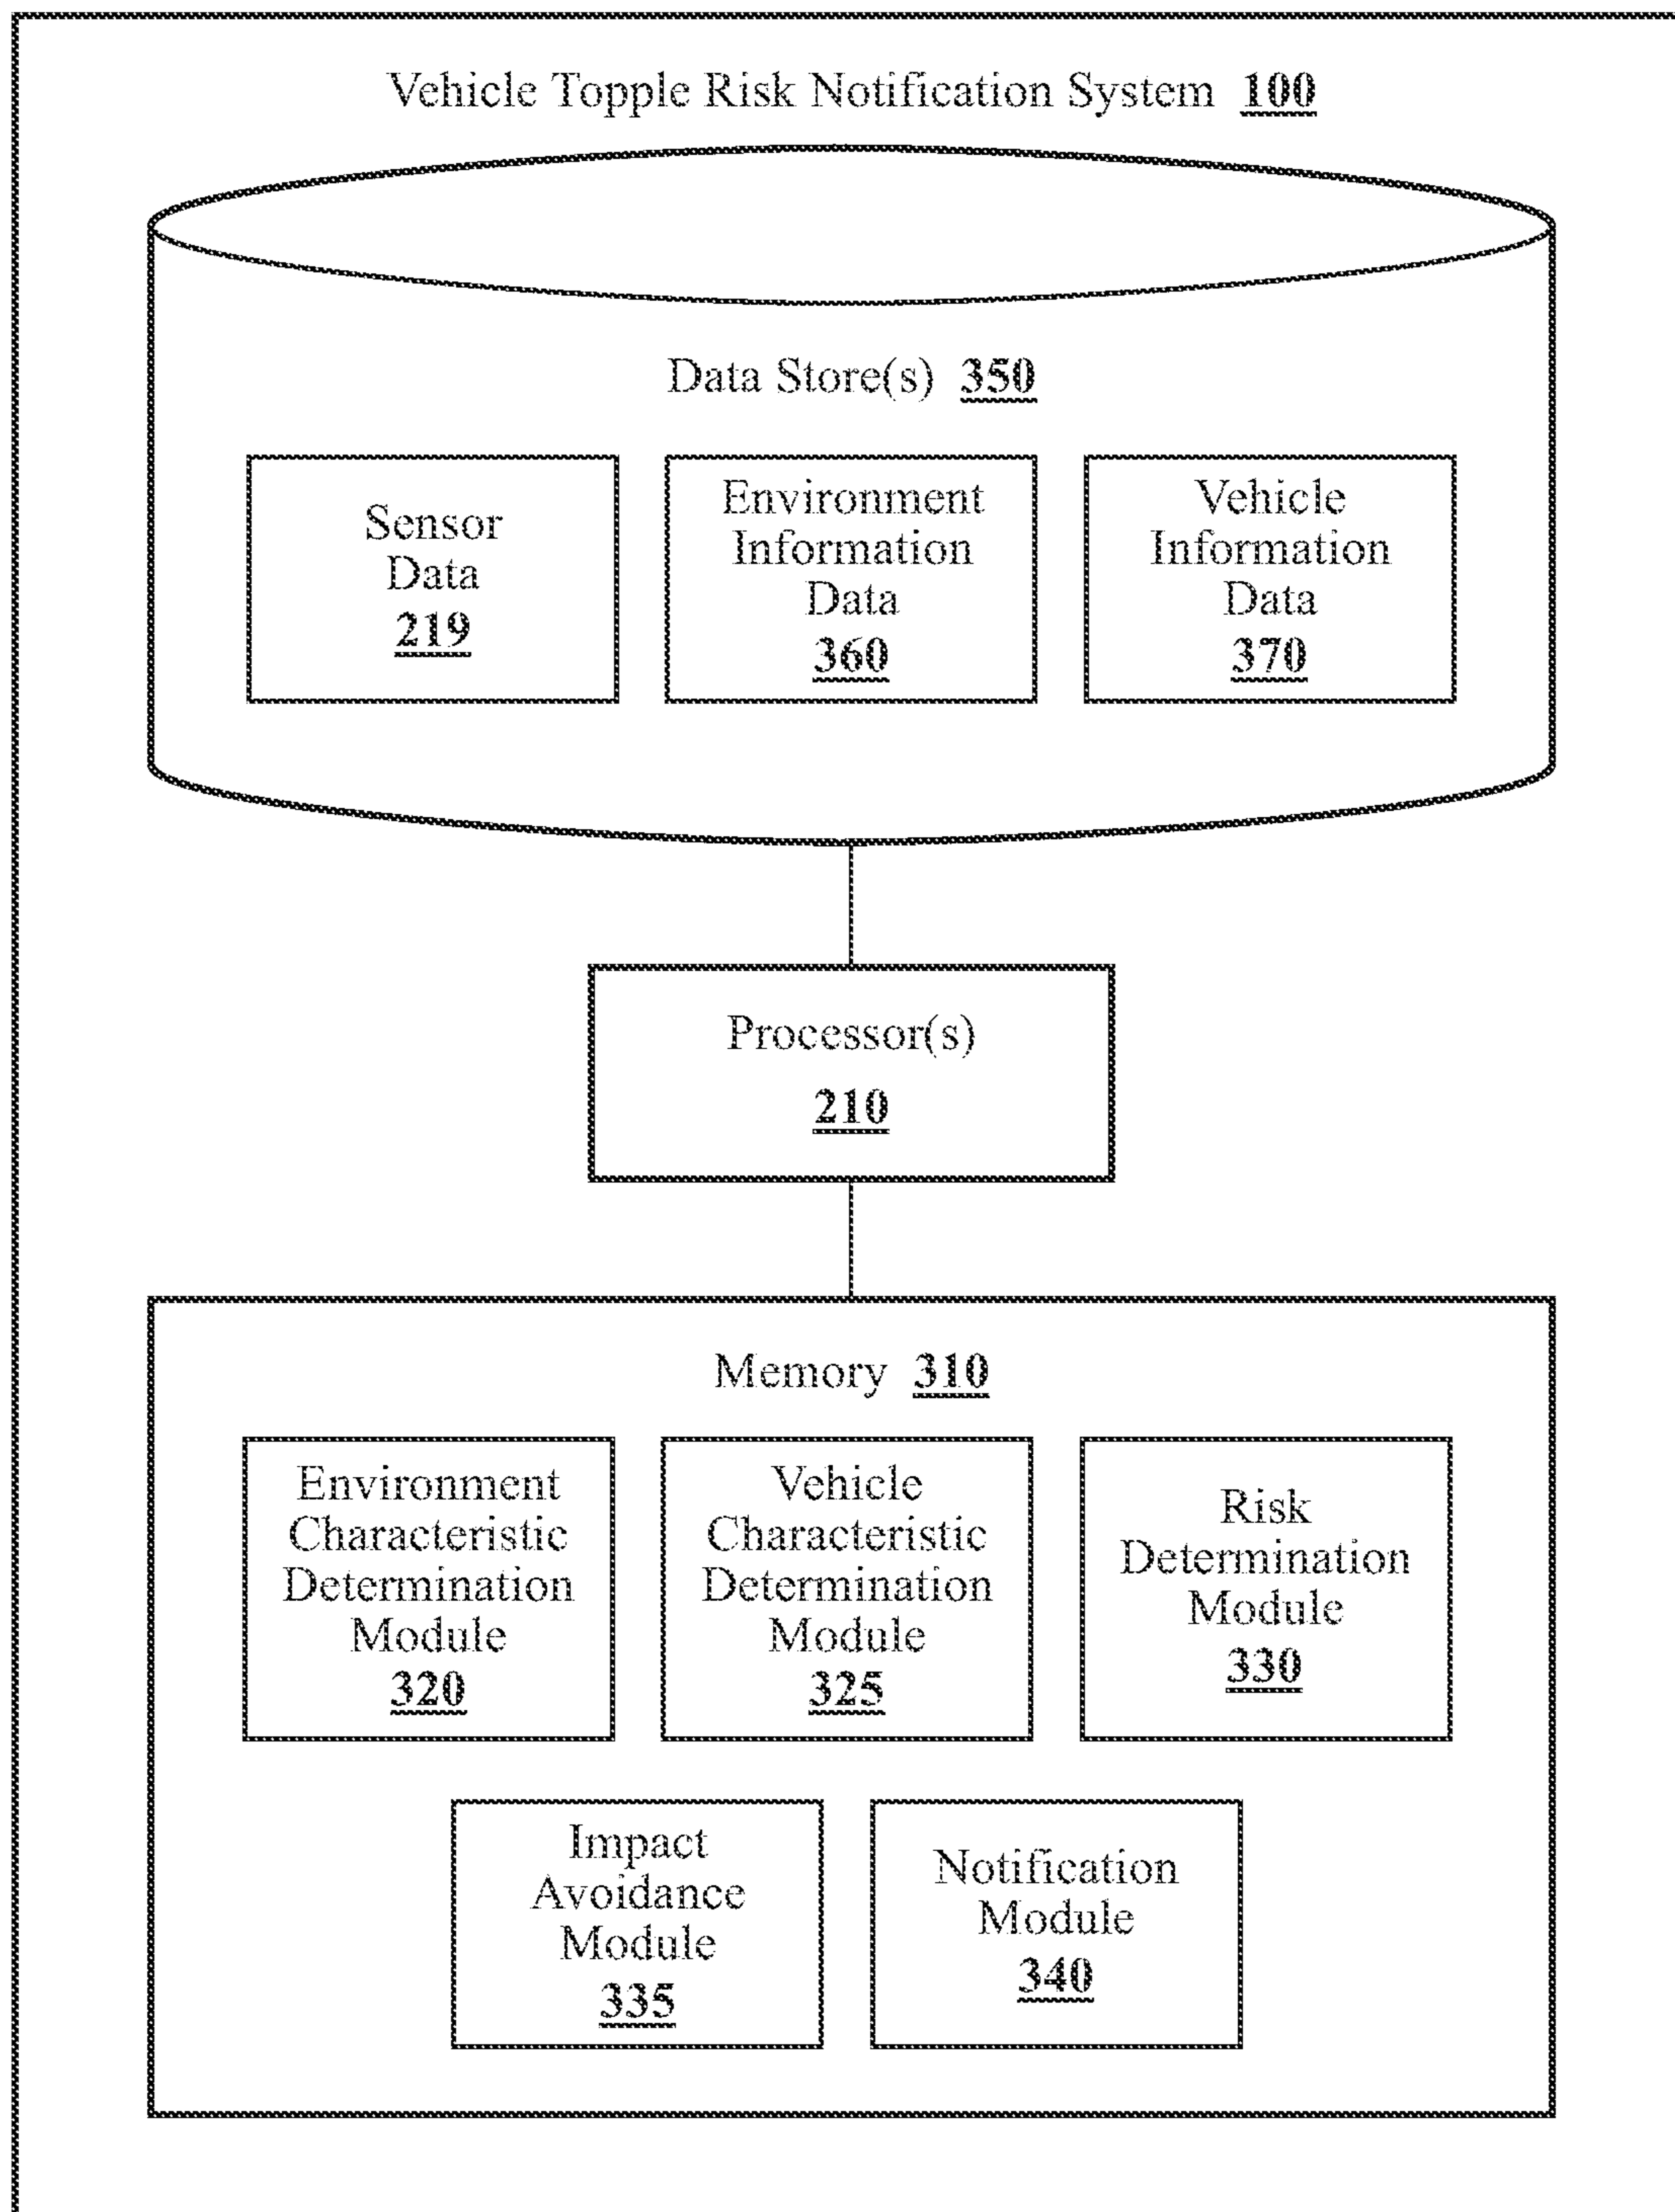 Vehicle Topple Risk Notification System 100
Data Store(s) 350
Sensor
Data
219
Environment
Information
Data
360
Vehicle
Information
Data
370
Processor(s)
210
Memory 310
Environment
Characteristic
Determination
Module
320
Vehicle
Characteristic
Determination
Module
325
Risk
Determination
Module
330
Impact
Avoidance
Module
335
Notification
Module
340